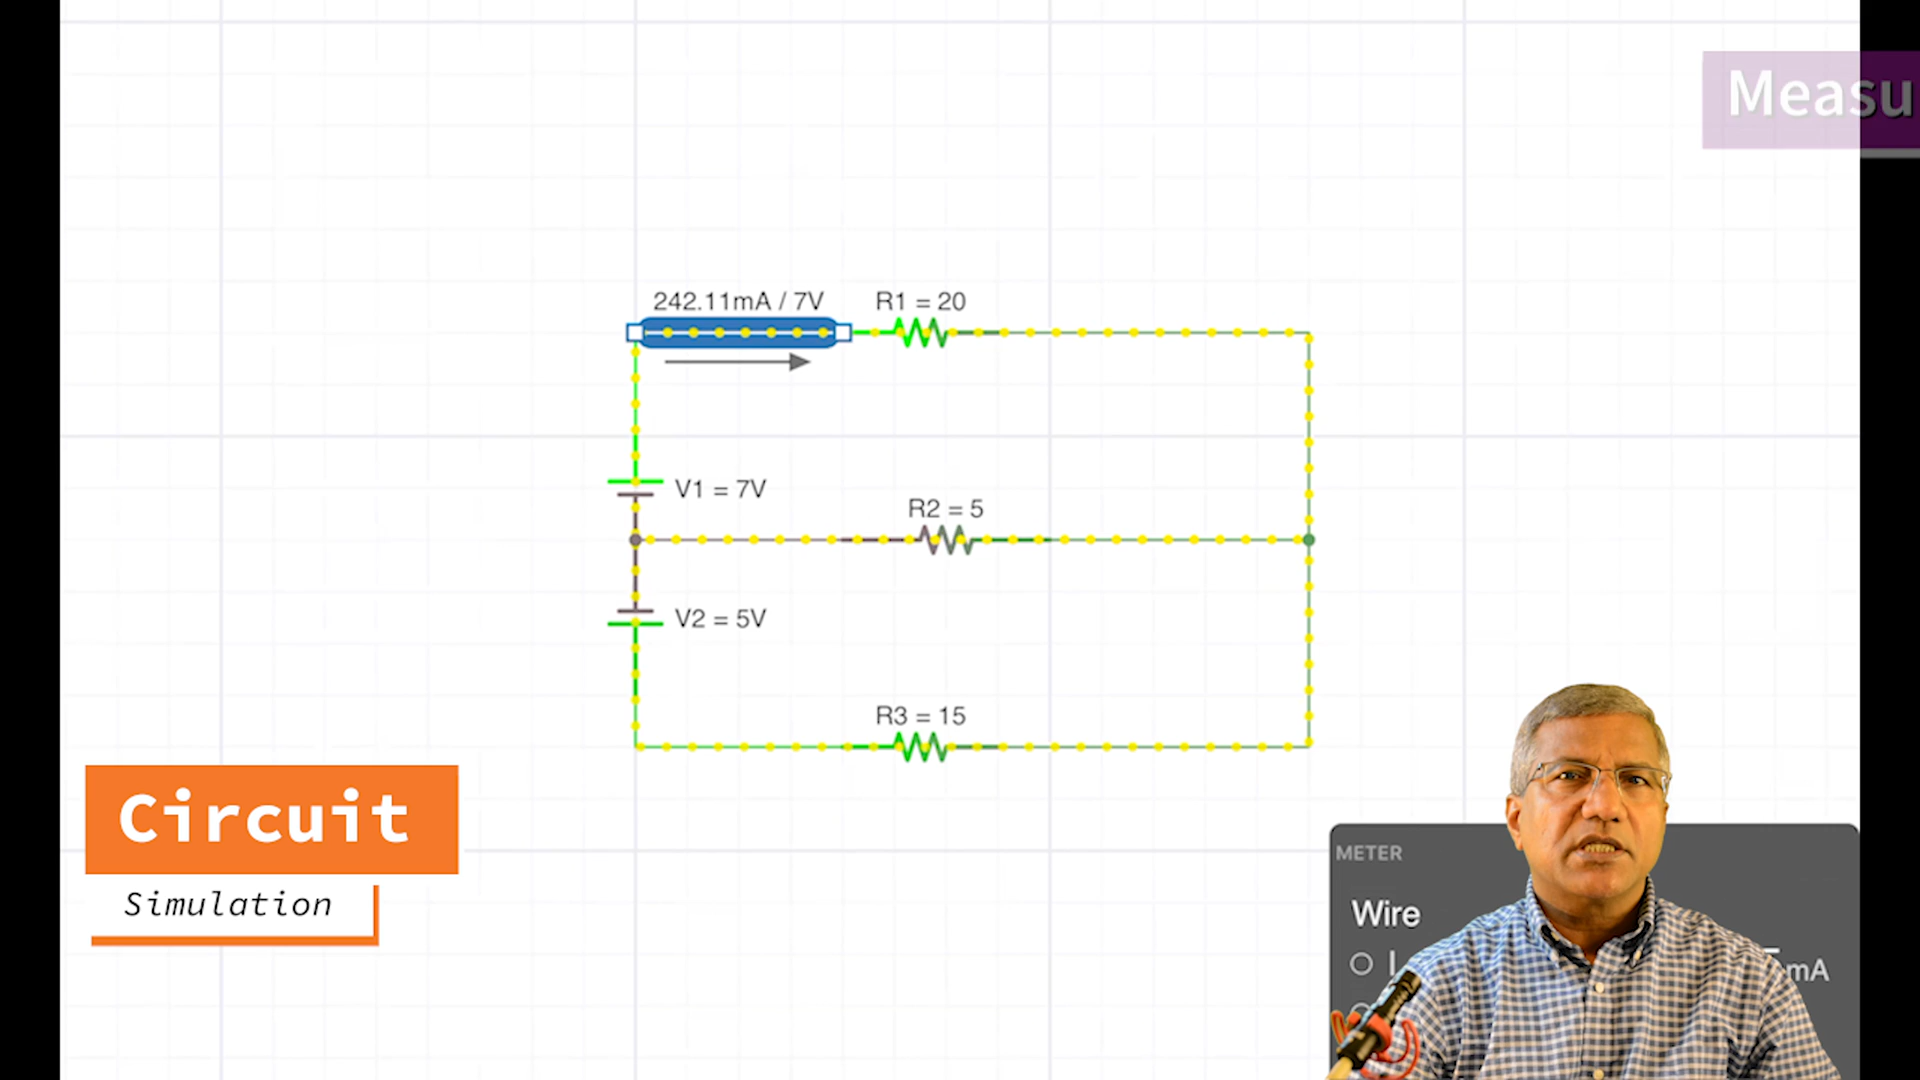 Measu
242.11mA / 7V
R1 = 20
V1 = 7V
R2 = 5
V2 = 5V
R3 = 15
Circuit
Simulation
METER
Wire
I
mA